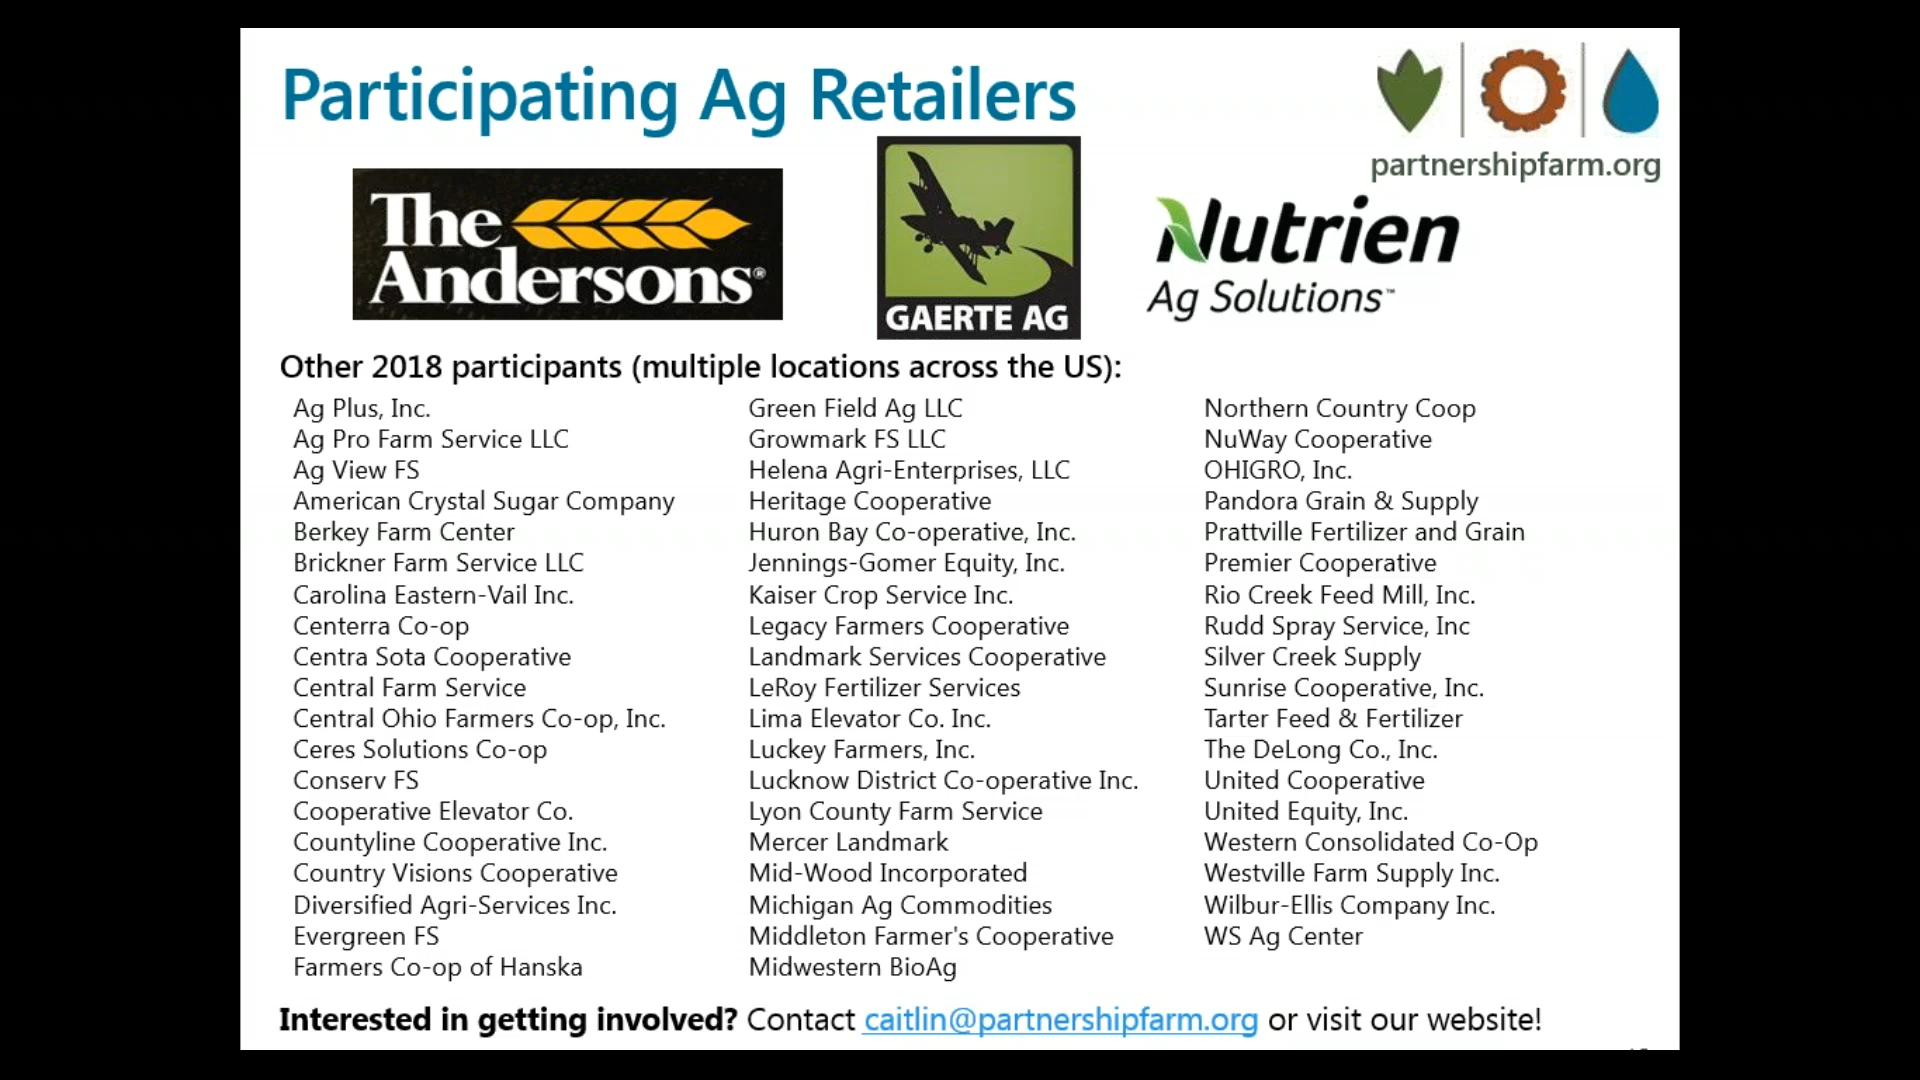 Participating Ag Retailers
partnershipfarm.org
The
Andersons®
GAERTE AG
Nutrien
Ag Solutions™
Other 2018 participants (multiple locations across the US):
Ag Plus, Inc.
Ag Pro Farm Service LLC
Ag View FS
American Crystal Sugar Company
Berkey Farm Center
Brickner Farm Service LLC
Carolina Eastern-Vail Inc.
Centerra Co-op
Centra Sota Cooperative
Central Farm Service
Central Ohio Farmers Co-op, Inc.
Ceres Solutions Co-op
Conserv FS
Cooperative Elevator Co.
Countyline Cooperative Inc.
Country Visions Cooperative
Diversified Agri-Services Inc.
Evergreen FS
Farmers Co-op of Hanska
Green Field Ag LLC
Growmark FS LLC
Helena Agri-Enterprises, LLC
Heritage Cooperative
Huron Bay Co-operative, Inc.
Jennings-Gomer Equity, Inc.
Kaiser Crop Service Inc.
Legacy Farmers Cooperative
Landmark Services Cooperative
LeRoy Fertilizer Services
Lima Elevator Co. Inc.
Luckey Farmers, Inc.
Lucknow District Co-operative Inc.
Lyon County Farm Service
Mercer Landmark
Mid-Wood Incorporated
Michigan Ag Commodities
Middleton Farmer's Cooperative
Midwestern BioAg
Northern Country Coop
NuWay Cooperative
OHIGRO, Inc.
Pandora Grain & Supply
Prattville Fertilizer and Grain
Premier Cooperative
Rio Creek Feed Mill, Inc.
Rudd Spray Service, Inc
Silver Creek Supply
Sunrise Cooperative, Inc.
Tarter Feed & Fertilizer
The DeLong Co., Inc.
United Cooperative
United Equity, Inc.
Western Consolidated Co-Op
Westville Farm Supply Inc.
Wilbur-Ellis Company Inc.
WS Ag Center
Interested in getting involved? Contact caitlin@partnershipfarm.org or visit our website!